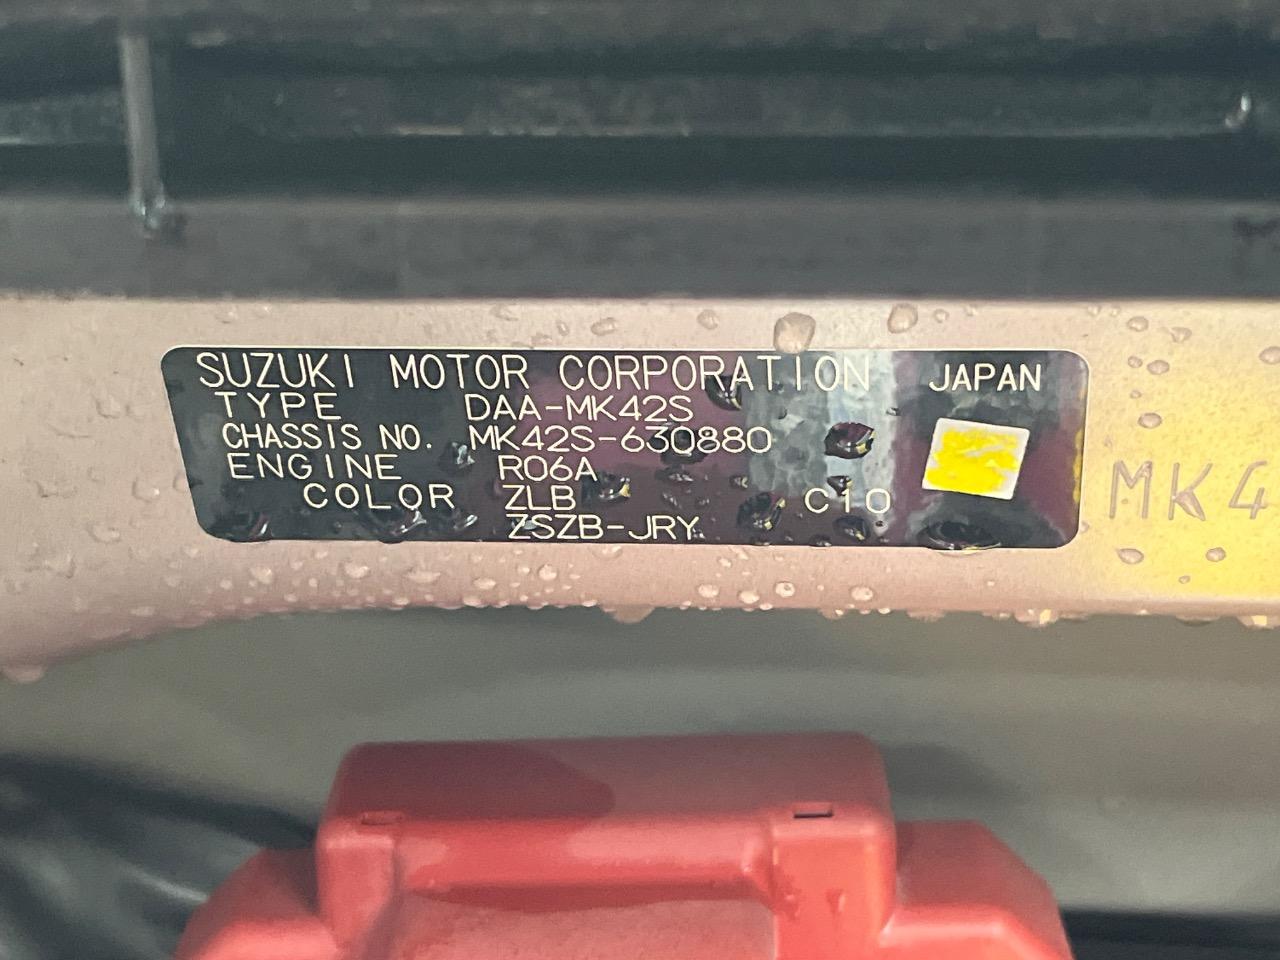 SUZUKI MOTOR CORPORATION JAPAN
TYPE DAA-MK42S
CHASSIS NO. MK42S-630880
ENGINE R06A
COLOR ZLB C10
ZSZB-JRY
MK4